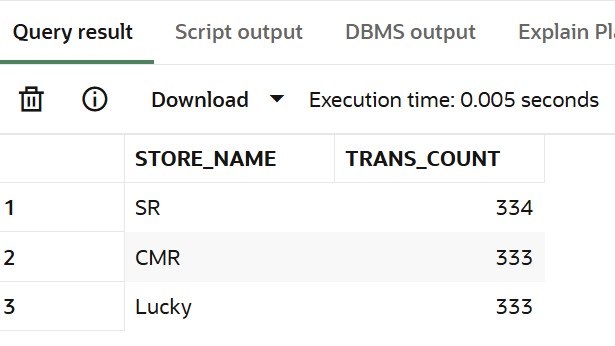 Query result Script output DBMS output Explain Pl
Download Execution time: 0.005 seconds
STORE_NAME TRANS_COUNT
1 SR 334
2 CMR 333
3 Lucky 333